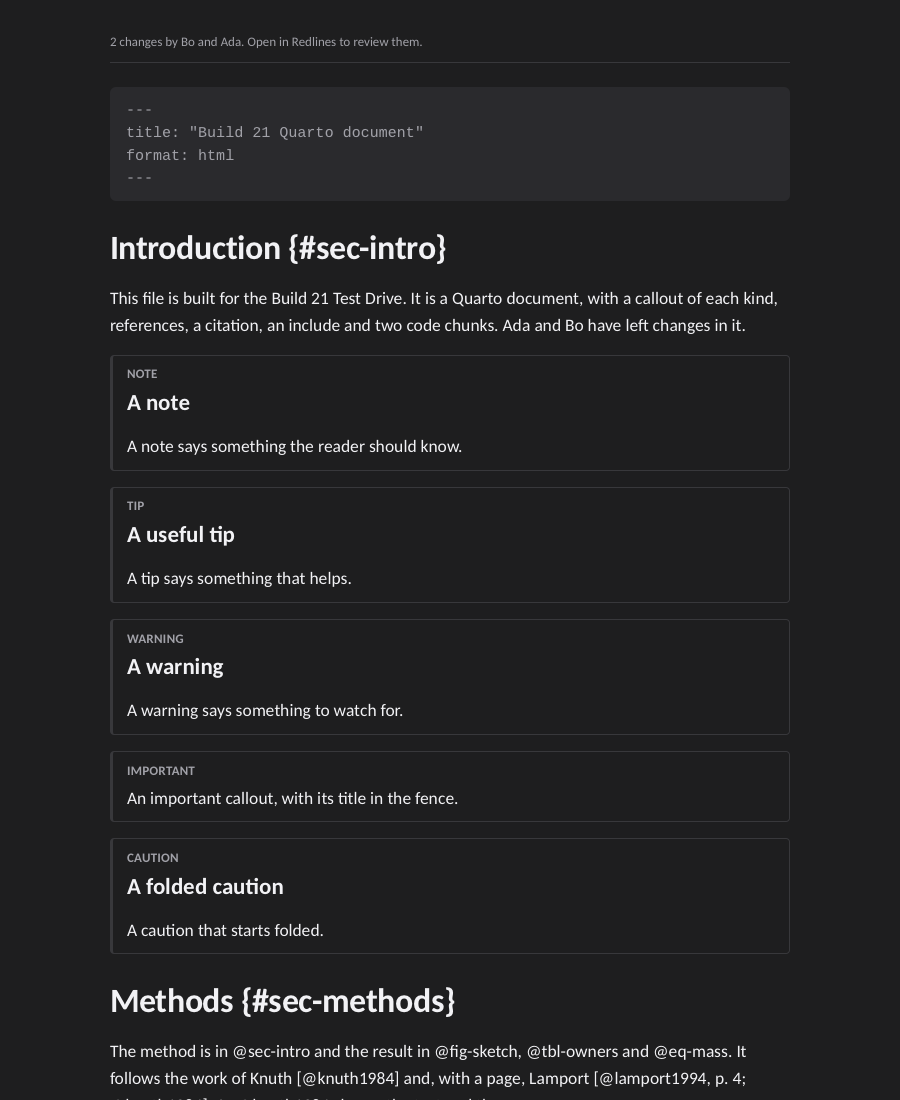 2 changes by Bo and Ada. Open in Redlines to review them.
---
title: "Build 21 Quarto document"
format: html
---
Introduction {#sec-intro}
This file is built for the Build 21 Test Drive. It is a Quarto document, with a callout of each kind,
references, a citation, an include and two code chunks. Ada and Bo have left changes in it.
NOTE
A note
A note says something the reader should know.
TIP
A useful tip
A tip says something that helps.
WARNING
A warning
A warning says something to watch for.
IMPORTANT
An important callout, with its title in the fence.
CAUTION
A folded caution
A caution that starts folded.
Methods {#sec-methods}
The method is in @sec-intro and the result in @fig-sketch, @tbl-owners and @eq-mass. It
follows the work of Knuth [@knuth1984] and, with a page, Lamport [@lamport1994, p. 4;